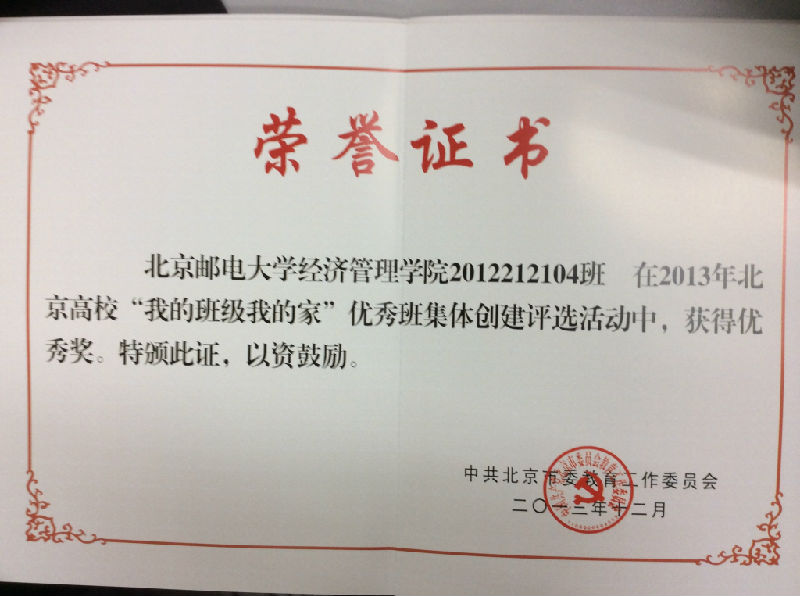 荣誉证书
北京邮电大学经济管理学院2012212104班 在2013年北
京高校“我的班级我的家”优秀班集体创建评选活动中，获得优
秀奖。特颁此证，以资鼓励。
中共北京市委教育工作委员会
二〇一三年十二月